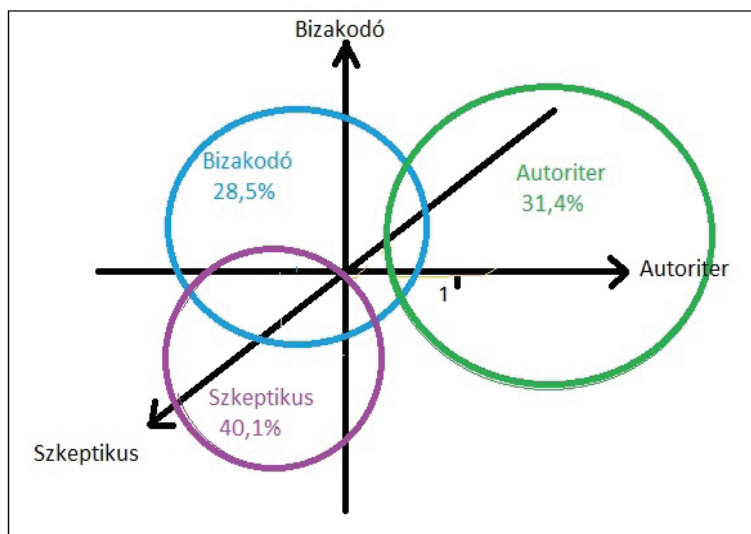 Bizakodó
Bizakodó
28,5%
Autoriter
31,4%
Autoriter
1
Szkeptikus
40,1%
Szkeptikus